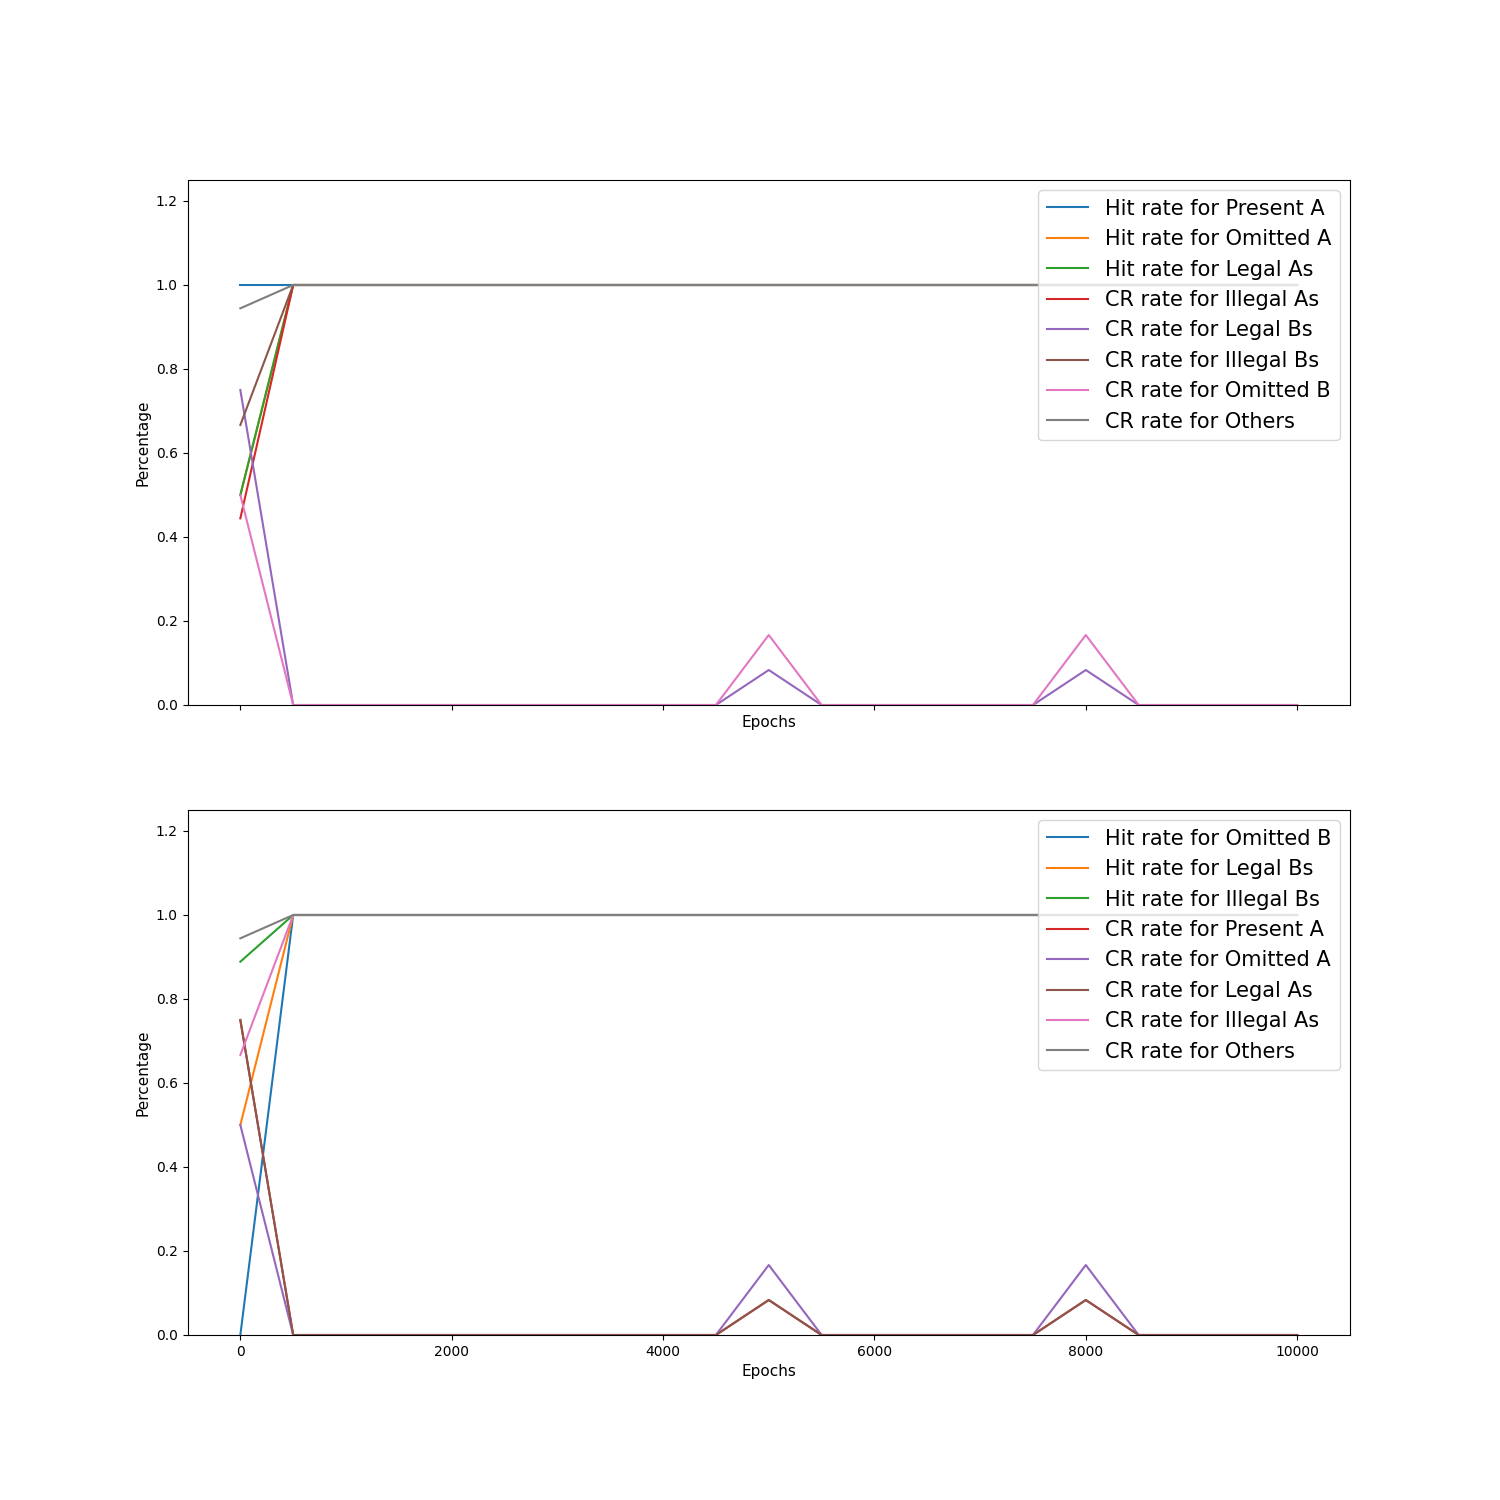 1.2
1.0
0.8
0.6
0.4
0.2
0.0
Percentage
Hit rate for Present A
Hit rate for Omitted A
Hit rate for Legal As
CR rate for Illegal As
CR rate for Legal Bs
CR rate for Illegal Bs
CR rate for Omitted B
CR rate for Others
Epochs
1.2
1.0
0.8
0.6
0.4
0.2
0.0
Percentage
Hit rate for Omitted B
Hit rate for Legal Bs
Hit rate for Illegal Bs
CR rate for Present A
CR rate for Omitted A
CR rate for Legal As
CR rate for Illegal As
CR rate for Others
0 2000 4000 6000 8000 10000
Epochs